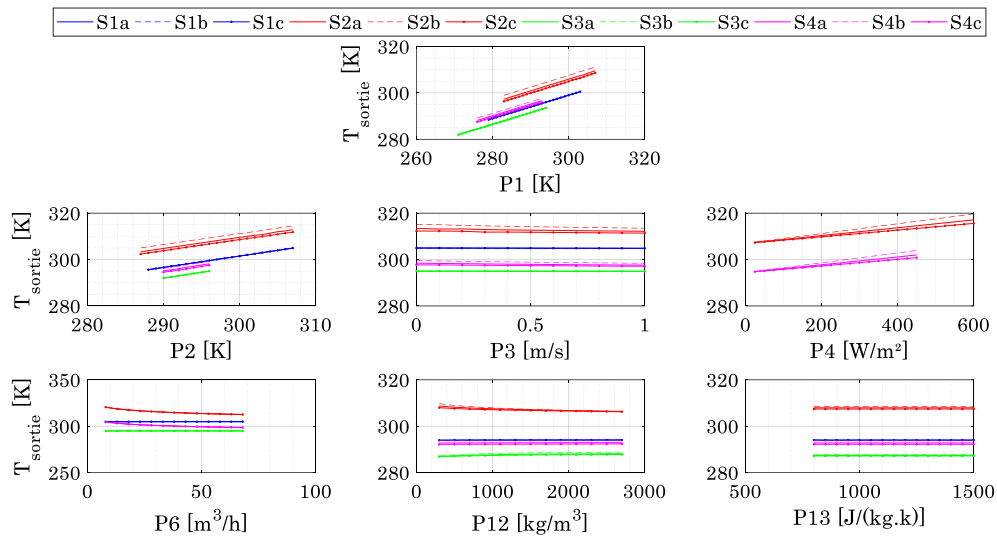 S1a S1b S1c S2a S2b S2c S3a S3b S3c S4a S4b S4c
T sortie [K]
320
300
280
260 280 300 320
P1 [K]
T sortie [K]
320
300
280
280 290 300 310
P2 [K]
320
300
280
0 0.5 1
P3 [m/s]
320
300
280
0 200 400 600
P4 [W/m²]
T sortie [K]
350
300
250
0 50 100
P6 [m³/h]
320
300
280
0 1000 2000 3000
P12 [kg/m³]
320
300
280
500 1000 1500
P13 [J/(kg.k)]